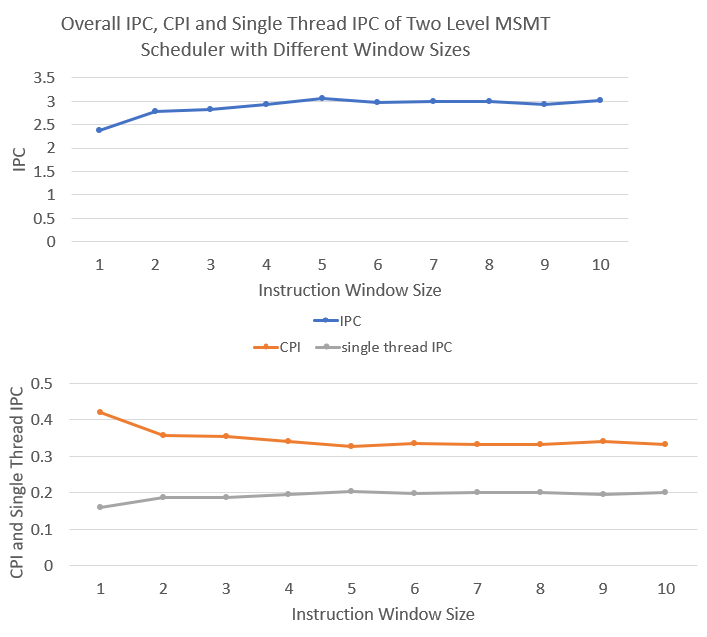 Overall IPC, CPI and Single Thread IPC of Two Level MSMT
Scheduler with Different Window Sizes
3.5
3
2.5
2
1.5
1
0.5
0
IPC
1 2 3 4 5 6 7 8 9 10
Instruction Window Size
IPC
CPI single thread IPC
0.5
0.4
0.3
0.2
0.1
0
CPI and Single Thread IPC
1 2 3 4 5 6 7 8 9 10
Instruction Window Size